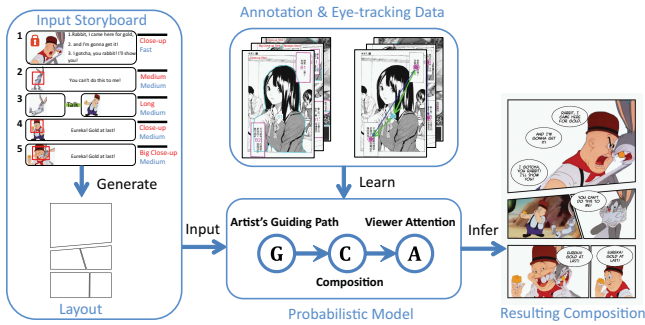 Input Storyboard
1
1.Rabbit, I came here for gold,
2. and I'm gonna get it!
3. I gotcha, you rabbit! I'll show
you!
Close-up
Fast
2
You can't do this to me!
Medium
Medium
3
Talk
Long
Medium
4
Eureka! Gold at last!
Close-up
Medium
5
Eureka! Gold at last!
Big Close-up
Medium
Generate
Layout
Annotation & Eye-tracking Data
Learn
Input
Artist's Guiding Path
Viewer Attention
G
C
A
Composition
Probabilistic Model
Infer
RABBIT, I
CAME HERE
FOR GOLD,
AND I'M
GONNA GET
IT!
I GOTCHA,
YOU RABBIT!
I'LL SHOW
YOU!
YOU CAN'T
DO THIS TO
ME!
EUREKA!
GOLD AT
LAST!
EUREKA!
GOLD AT
LAST!
Resulting Composition